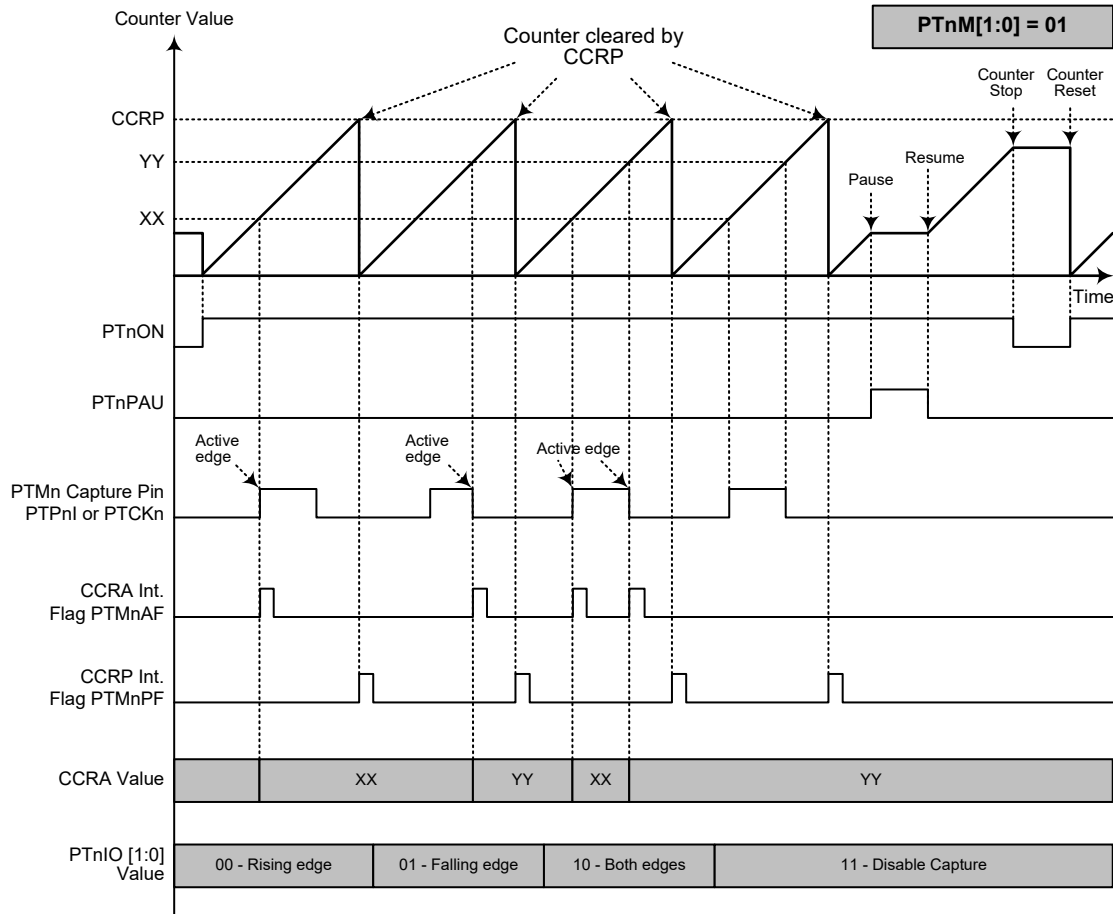 Counter Value
PTnM[1:0] = 01
Counter cleared by
CCRP
Counter
Stop
Counter
Reset
CCRP
YY
XX
Pause
Resume
Time
PTnON
PTnPAU
Active
edge
Active
edge
Active edge
PTMn Capture Pin
PTPnI or PTCKn
CCRA Int.
Flag PTMnAF
CCRP Int.
Flag PTMnPF
CCRA Value
XX
YY
XX
YY
PTnIO [1:0]
Value
00 - Rising edge
01 - Falling edge
10 - Both edges
11 - Disable Capture